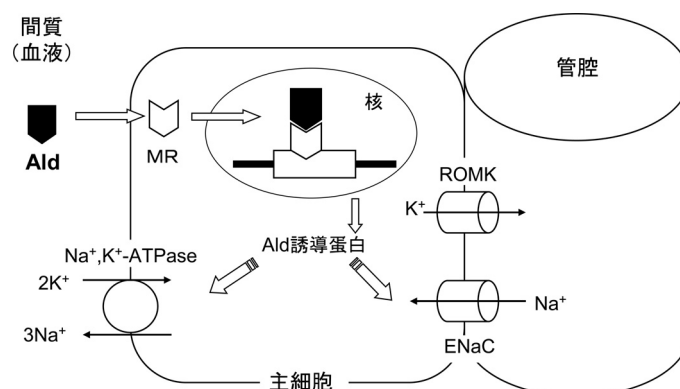 間質
（血液）
管腔
核
Ald
MR
ROMK
K⁺
Ald誘導蛋白
Na⁺,K⁺-ATPase
2K⁺
3Na⁺
Na⁺
ENaC
主細胞